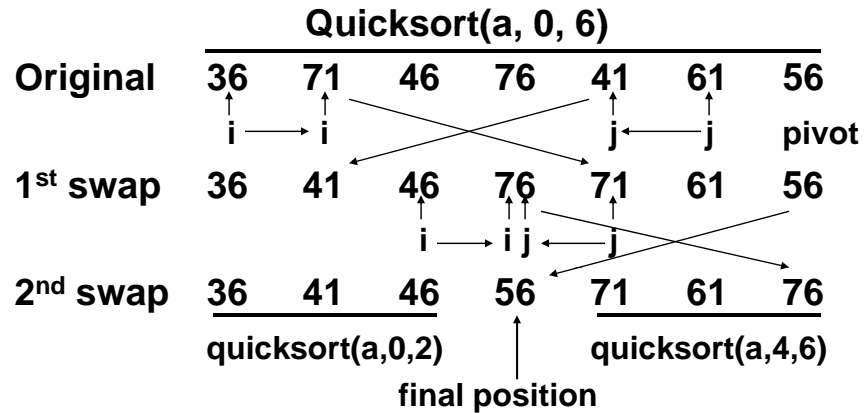 Quicksort(a, 0, 6)
Original 36 71 46 76 41 61 56
i i j j pivot
1st swap 36 41 46 76 71 61 56
i i j j
2nd swap 36 41 46 56 71 61 76
quicksort(a,0,2) quicksort(a,4,6)
final position